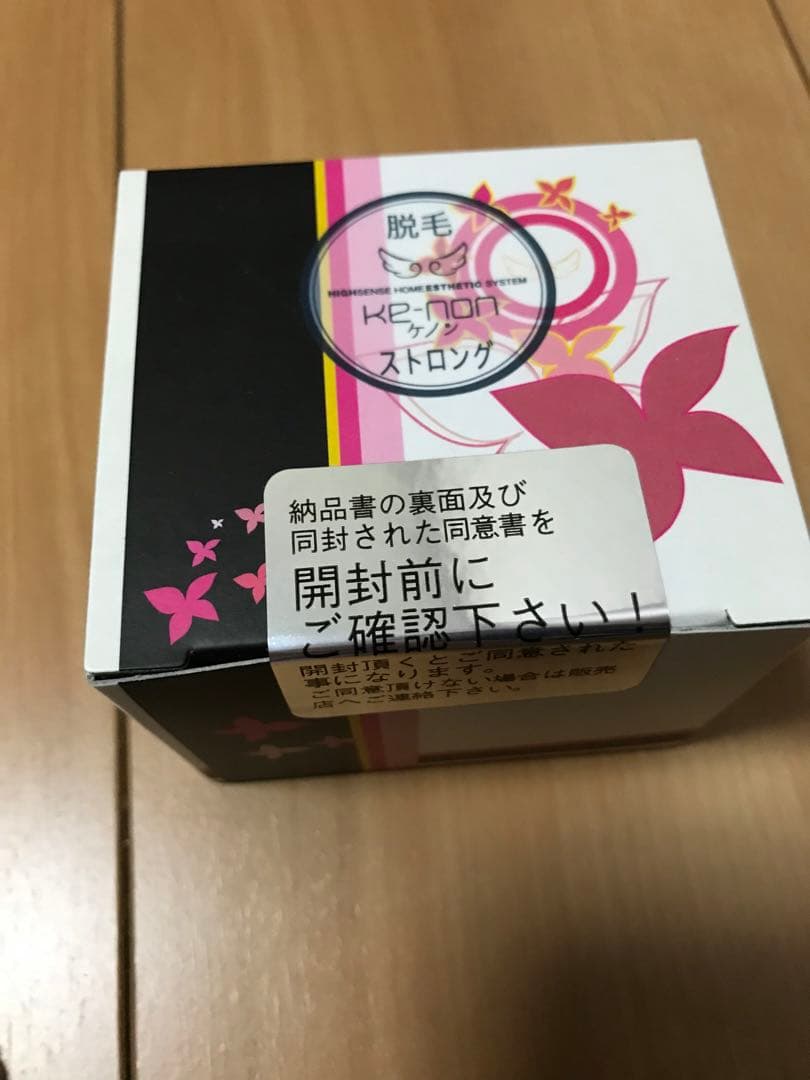 脱毛
HIGHSENSE HOME ESTHETIC SYSTEM
Ke-non
ケノン
ストロング
納品書の裏面及び
同封された同意書を
開封前に
ご確認下さい！
開封頂くとご同意された
事になります。
ご同意頂けない場合は販売
店へご連絡下さい。